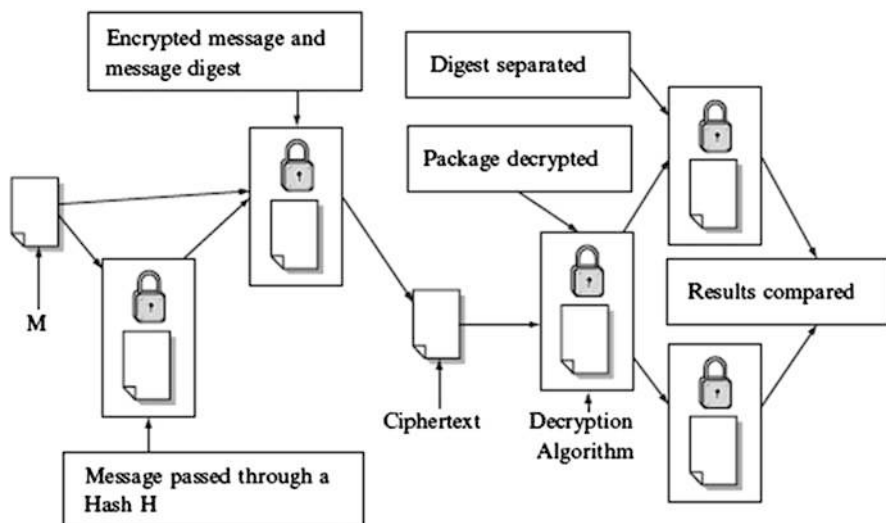 Encrypted message and
message digest
Digest separated
Package decrypted
M
Results compared
Ciphertext
Decryption
Algorithm
Message passed through a
Hash H